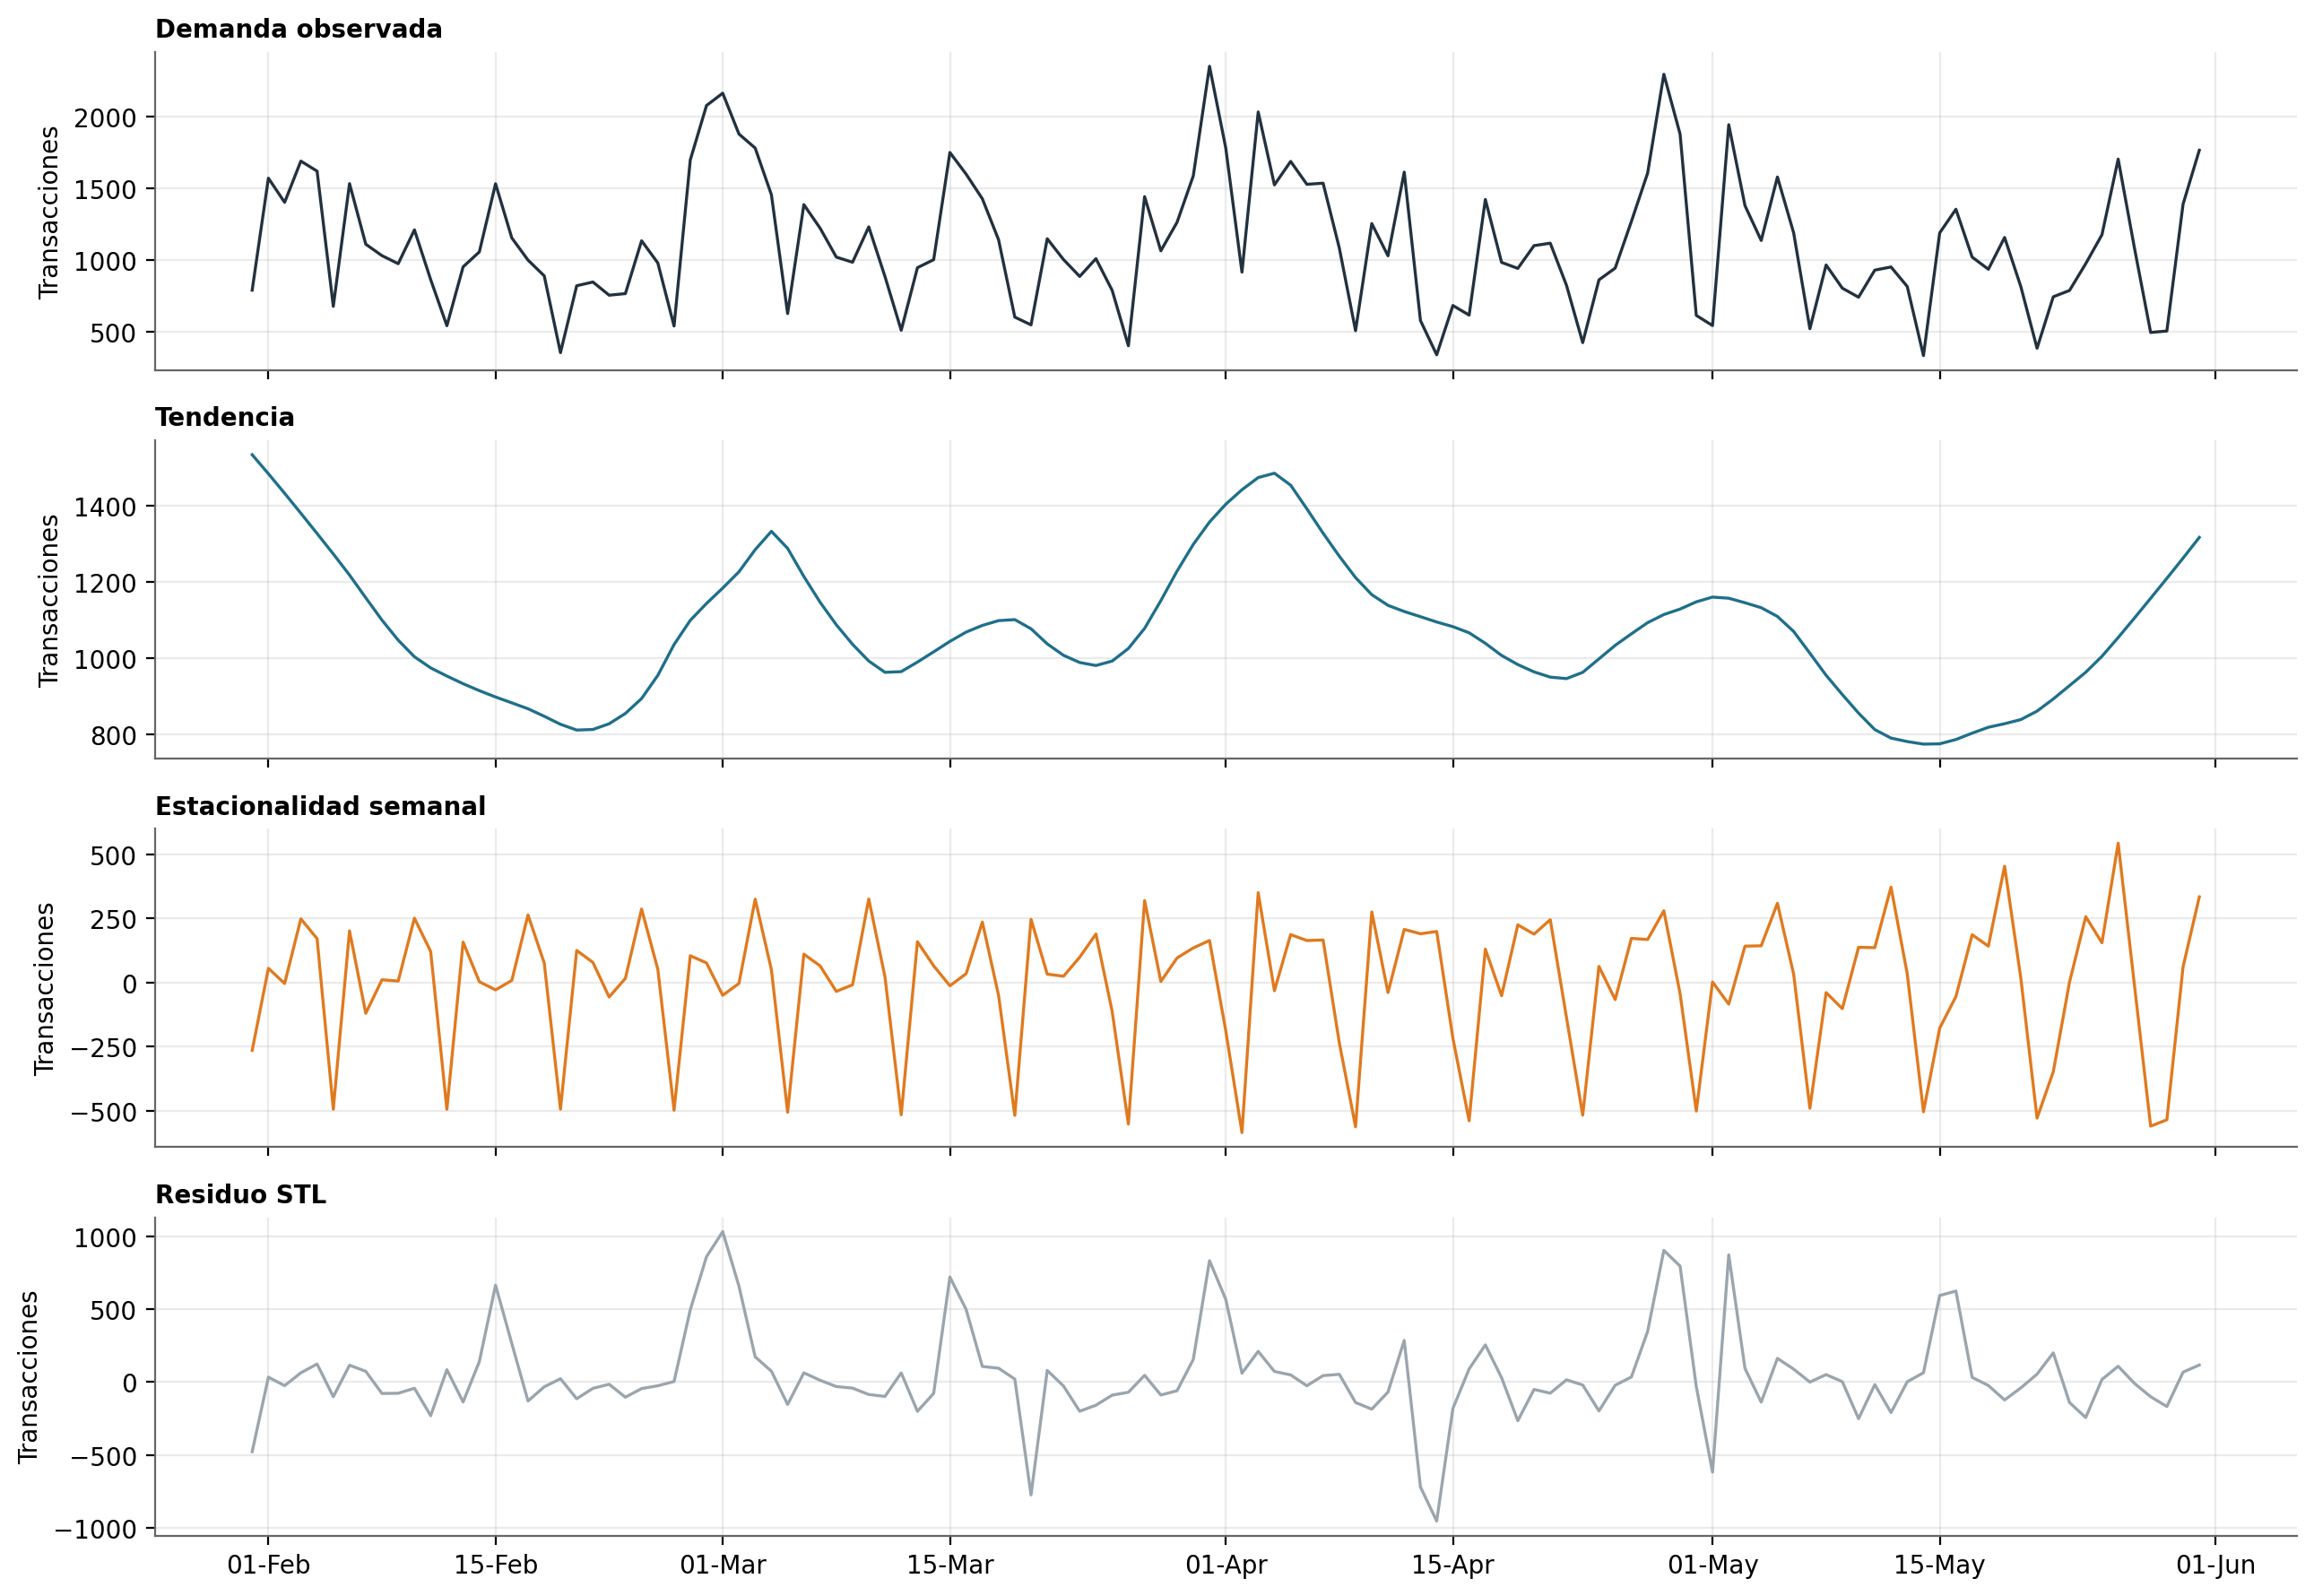 Demanda observada
Transacciones
2000
1500
1000
500
Tendencia
Transacciones
1400
1200
1000
800
Estacionalidad semanal
Transacciones
500
250
0
−250
−500
Residuo STL
Transacciones
1000
500
0
−500
−1000
01-Feb 15-Feb 01-Mar 15-Mar 01-Apr 15-Apr 01-May 15-May 01-Jun